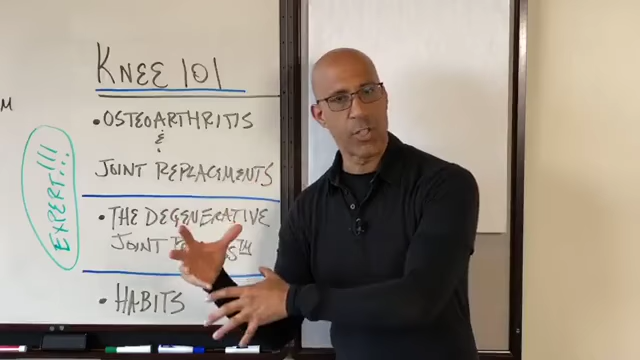 KNEE 101
• OSTEOARTHRITIS
&
JOINT REPLACEMENTS
• THE DEGENERATIVE
JOINT
• HABITS
EXPERT!!!
M